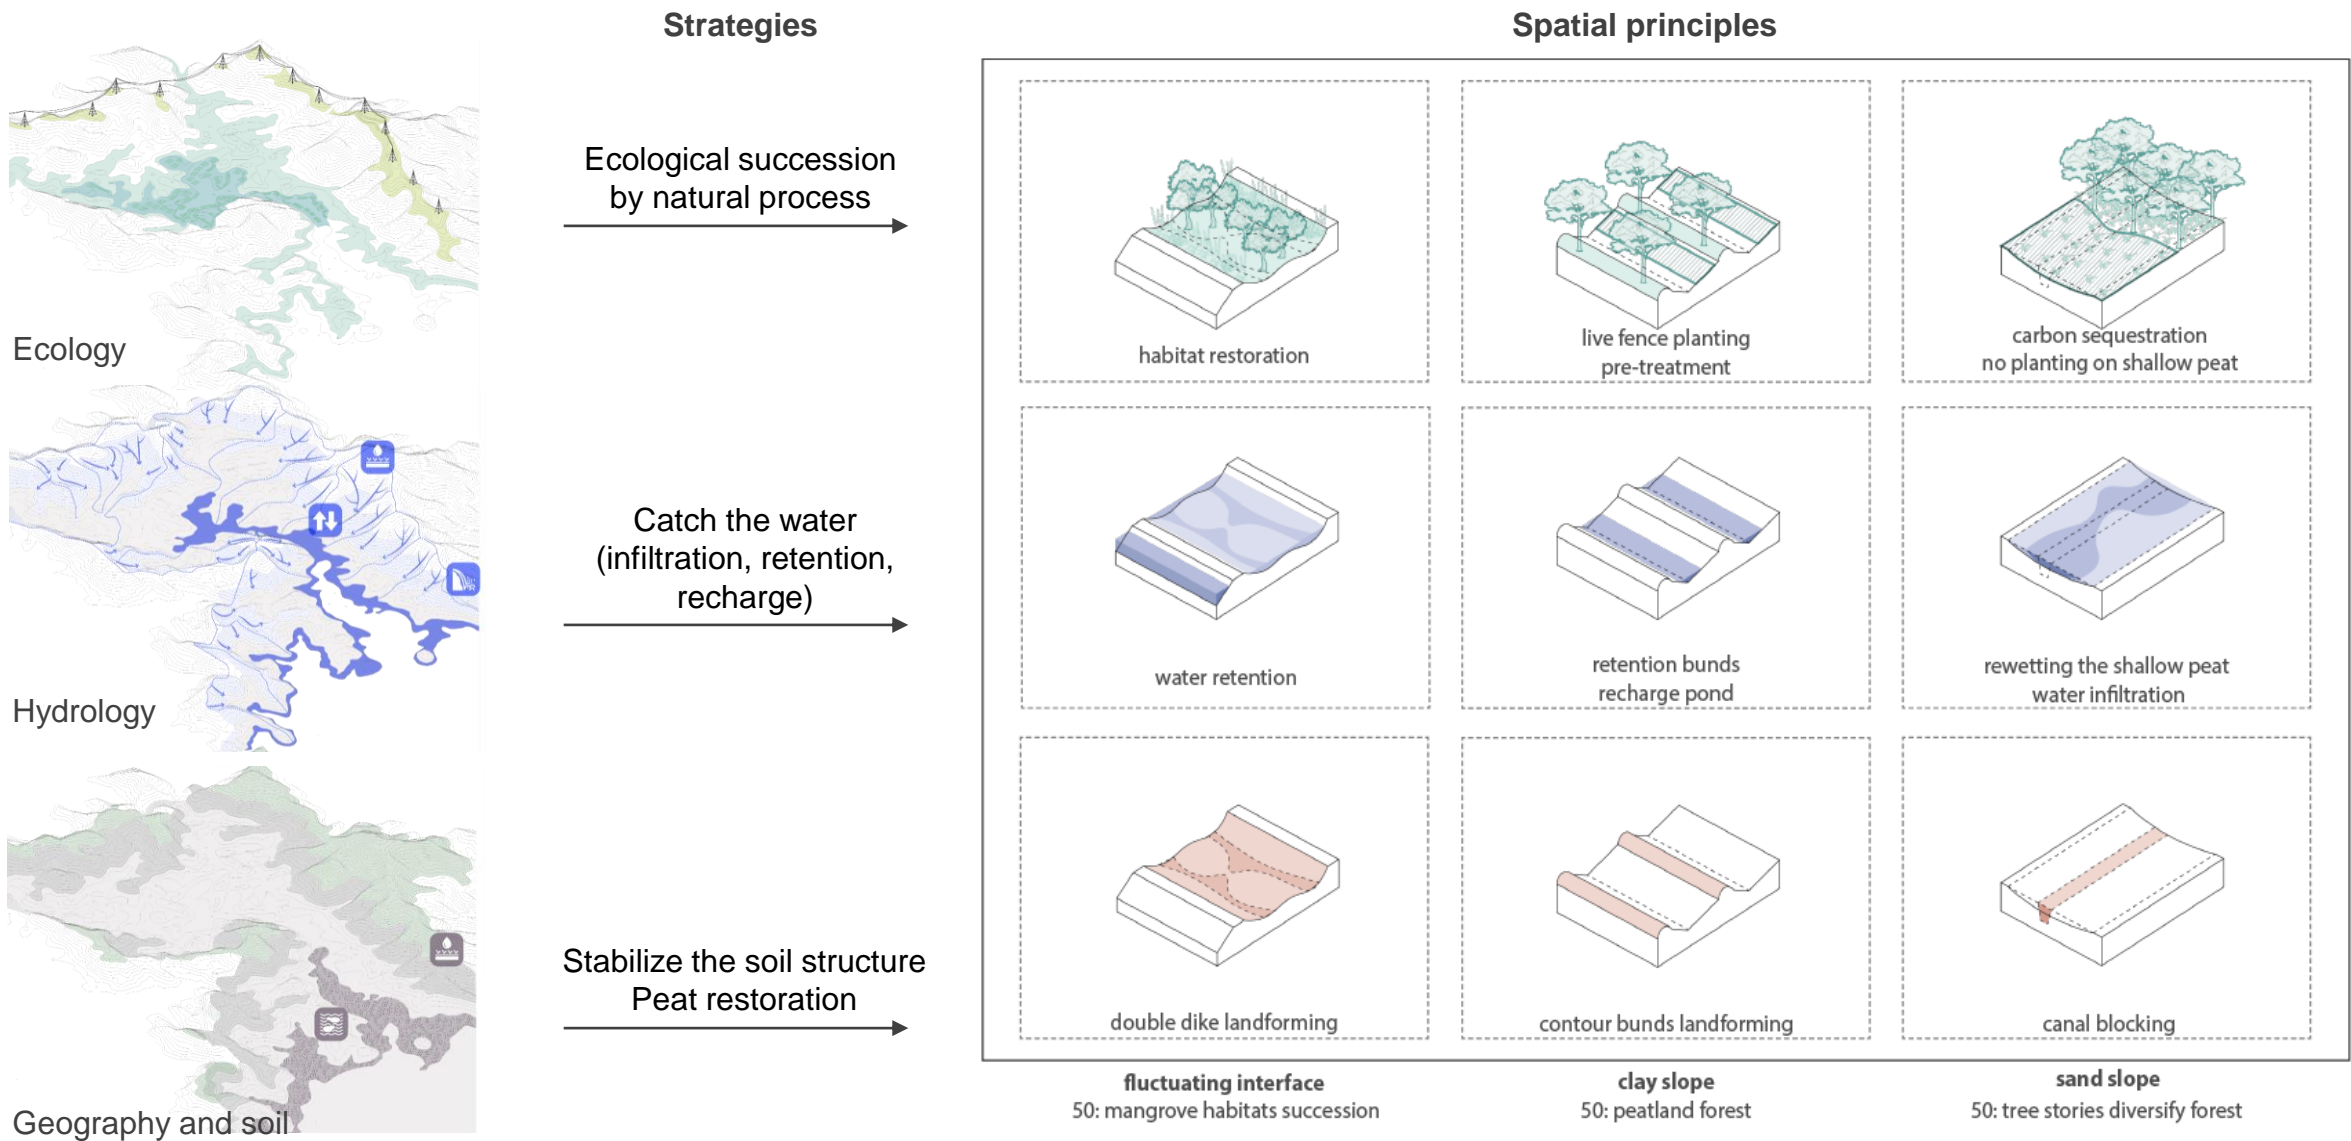 Strategies
Spatial principles
Ecology
Ecological succession
by natural process
habitat restoration
live fence planting
pre-treatment
carbon sequestration
no planting on shallow peat
Hydrology
Catch the water
(infiltration, retention,
recharge)
water retention
retention bunds
recharge pond
rewetting the shallow peat
water infiltration
Geography and soil
Stabilize the soil structure
Peat restoration
double dike landforming
contour bunds landforming
canal blocking
fluctuating interface
50: mangrove habitats succession
clay slope
50: peatland forest
sand slope
50: tree stories diversify forest